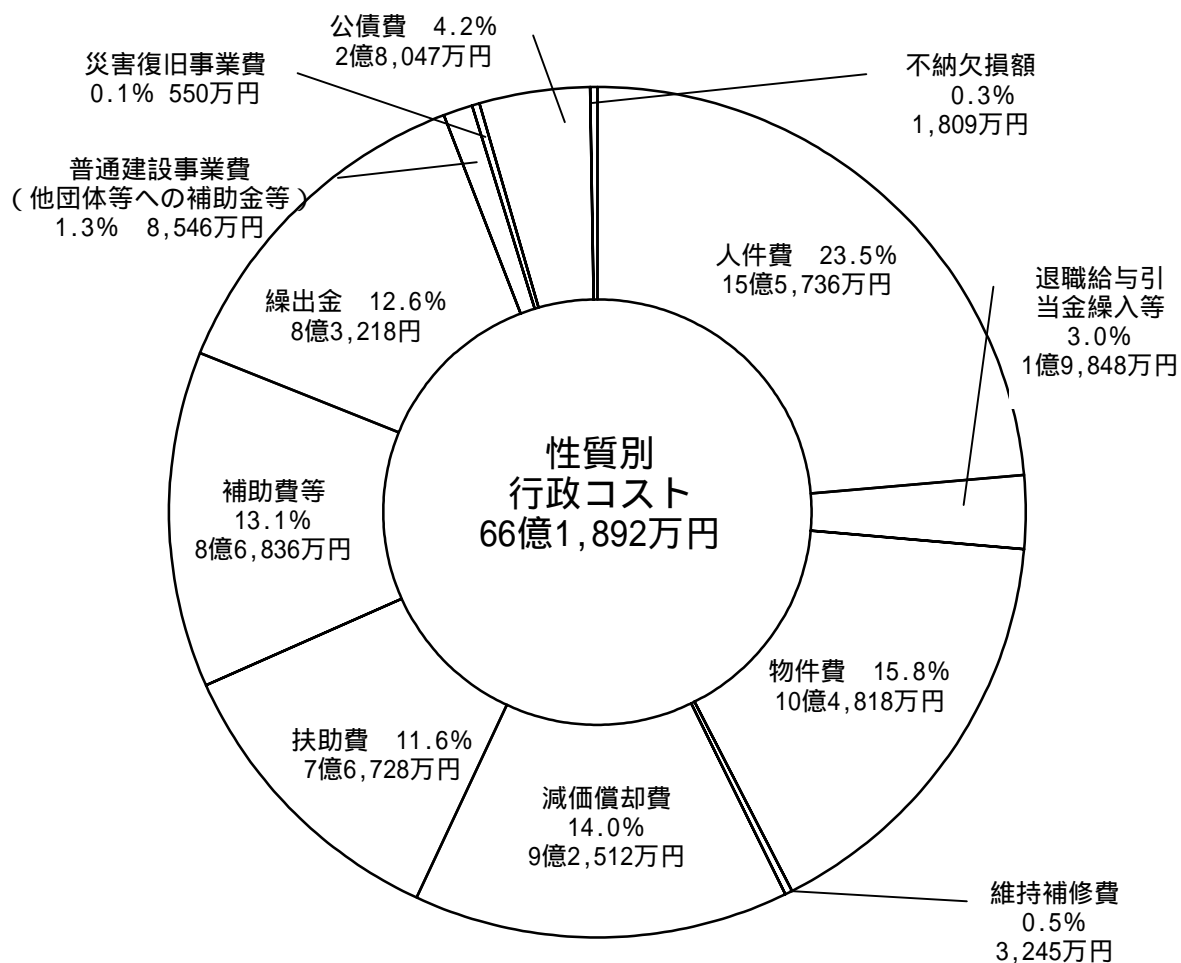 公債費　4.2%
2億8,047万円
災害復旧事業費
0.1% 550万円
普通建設事業費
(他団体等への補助金等)
1.3%　8,546万円
不納欠損額
0.3%
1,809万円
人件費　23.5%
15億5,736万円
退職給与引
当金繰入等
3.0%
1億9,848万円
繰出金　12.6%
8億3,218円
性質別
行政コスト
66億1,892万円
補助費等
13.1%
8億6,836万円
物件費　15.8%
10億4,818万円
扶助費　11.6%
7億6,728万円
減価償却費
14.0%
9億2,512万円
維持補修費
0.5%
3,245万円